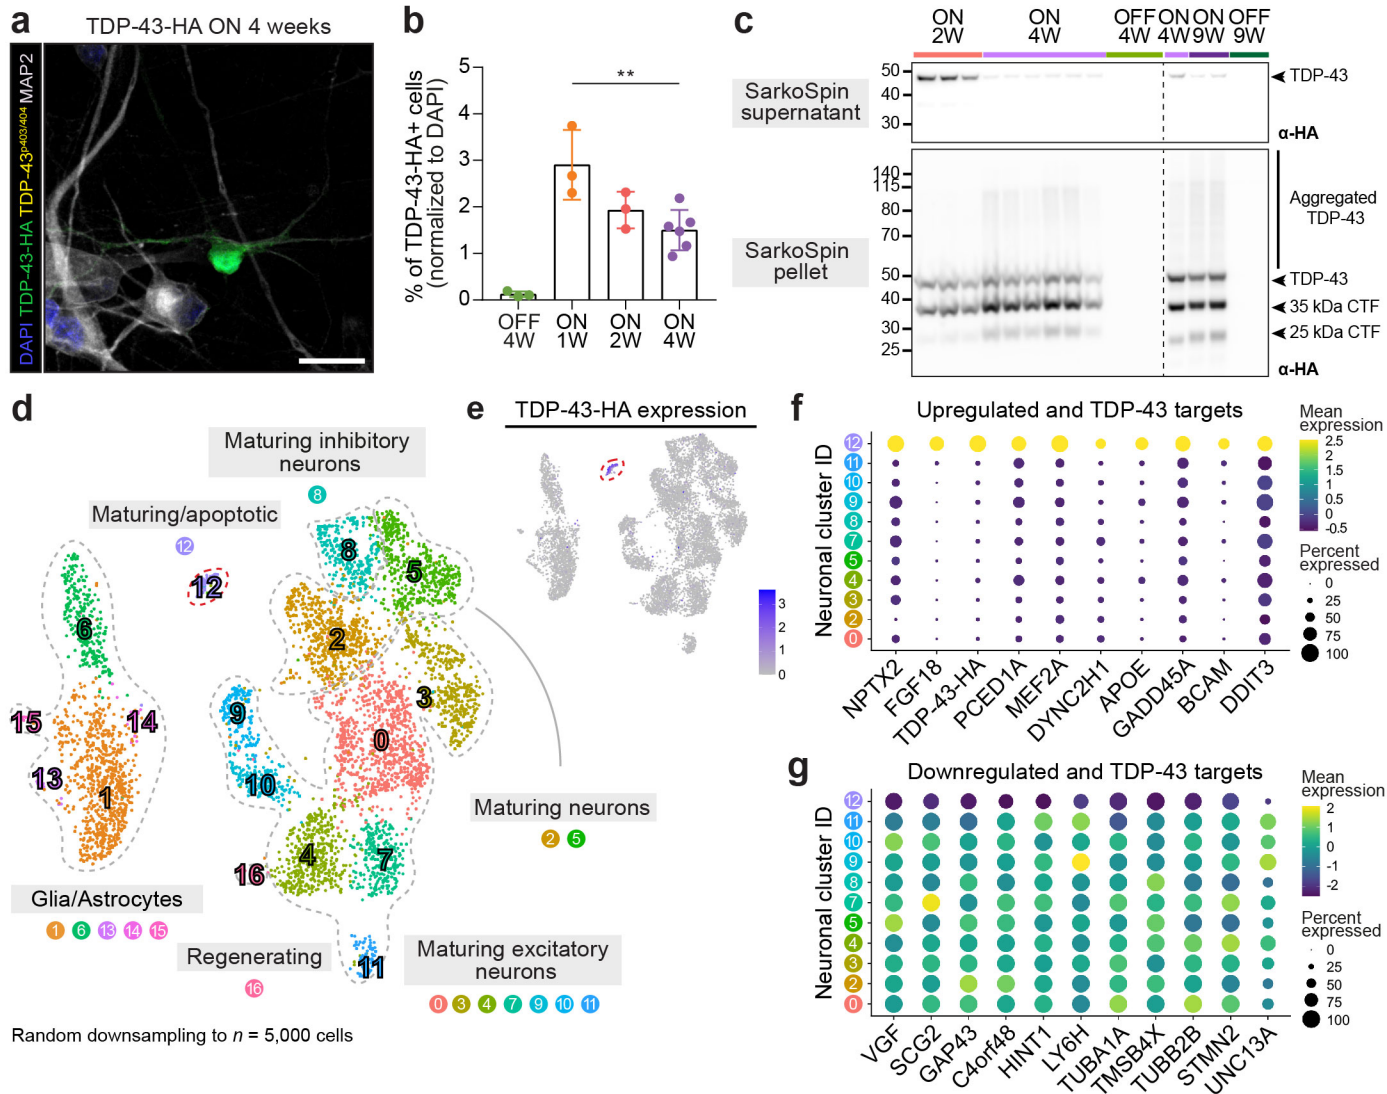 a
TDP-43-HA ON 4 weeks
DAPI TDP-43-HA TDP-43p403/404 MAP2
b
% of TDP-43-HA+ cells
(normalized to DAPI)
5
4
3
2
1
0
**
OFF
4W
ON
1W
ON
2W
ON
4W
c
ON
2W
ON
4W
OFF
4W
ON
4W
ON
9W
OFF
9W
SarkoSpin
supernatant
50
40
30
TDP-43
α-HA
SarkoSpin
pellet
140
115
80
70
50
40
30
25
Aggregated
TDP-43
TDP-43
35 kDa CTF
25 kDa CTF
α-HA
d
Maturing inhibitory
neurons
8
Maturing/apoptotic
12
12
8
5
6
2
3
15
14
9
0
13
1
10
4
7
16
11
Maturing neurons
2 5
Glia/Astrocytes
1 6 13 14 15
Regenerating
16
Maturing excitatory
neurons
0 3 4 7 9 10 11
Random downsampling to n = 5,000 cells
e
TDP-43-HA expression
3
2
1
0
f
Upregulated and TDP-43 targets
Neuronal cluster ID
12
11
10
9
8
7
5
4
3
2
0
NPTX2
FGF18
TDP-43-HA
PCED1A
MEF2A
DYNC2H1
APOE
GADD45A
BCAM
DDIT3
Mean
expression
2.5
2.0
1.5
1.0
0.5
0
-0.5
Percent
expressed
0
25
50
75
100
g
Downregulated and TDP-43 targets
Neuronal cluster ID
12
11
10
9
8
7
5
4
3
2
0
VGF
SCG2
GAP43
C4orf48
HINT1
LY6H
TUBA1A
TMSB4X
TUBB2B
STMN2
UNC13A
Mean
expression
2
1
0
-1
-2
Percent
expressed
0
25
50
75
100